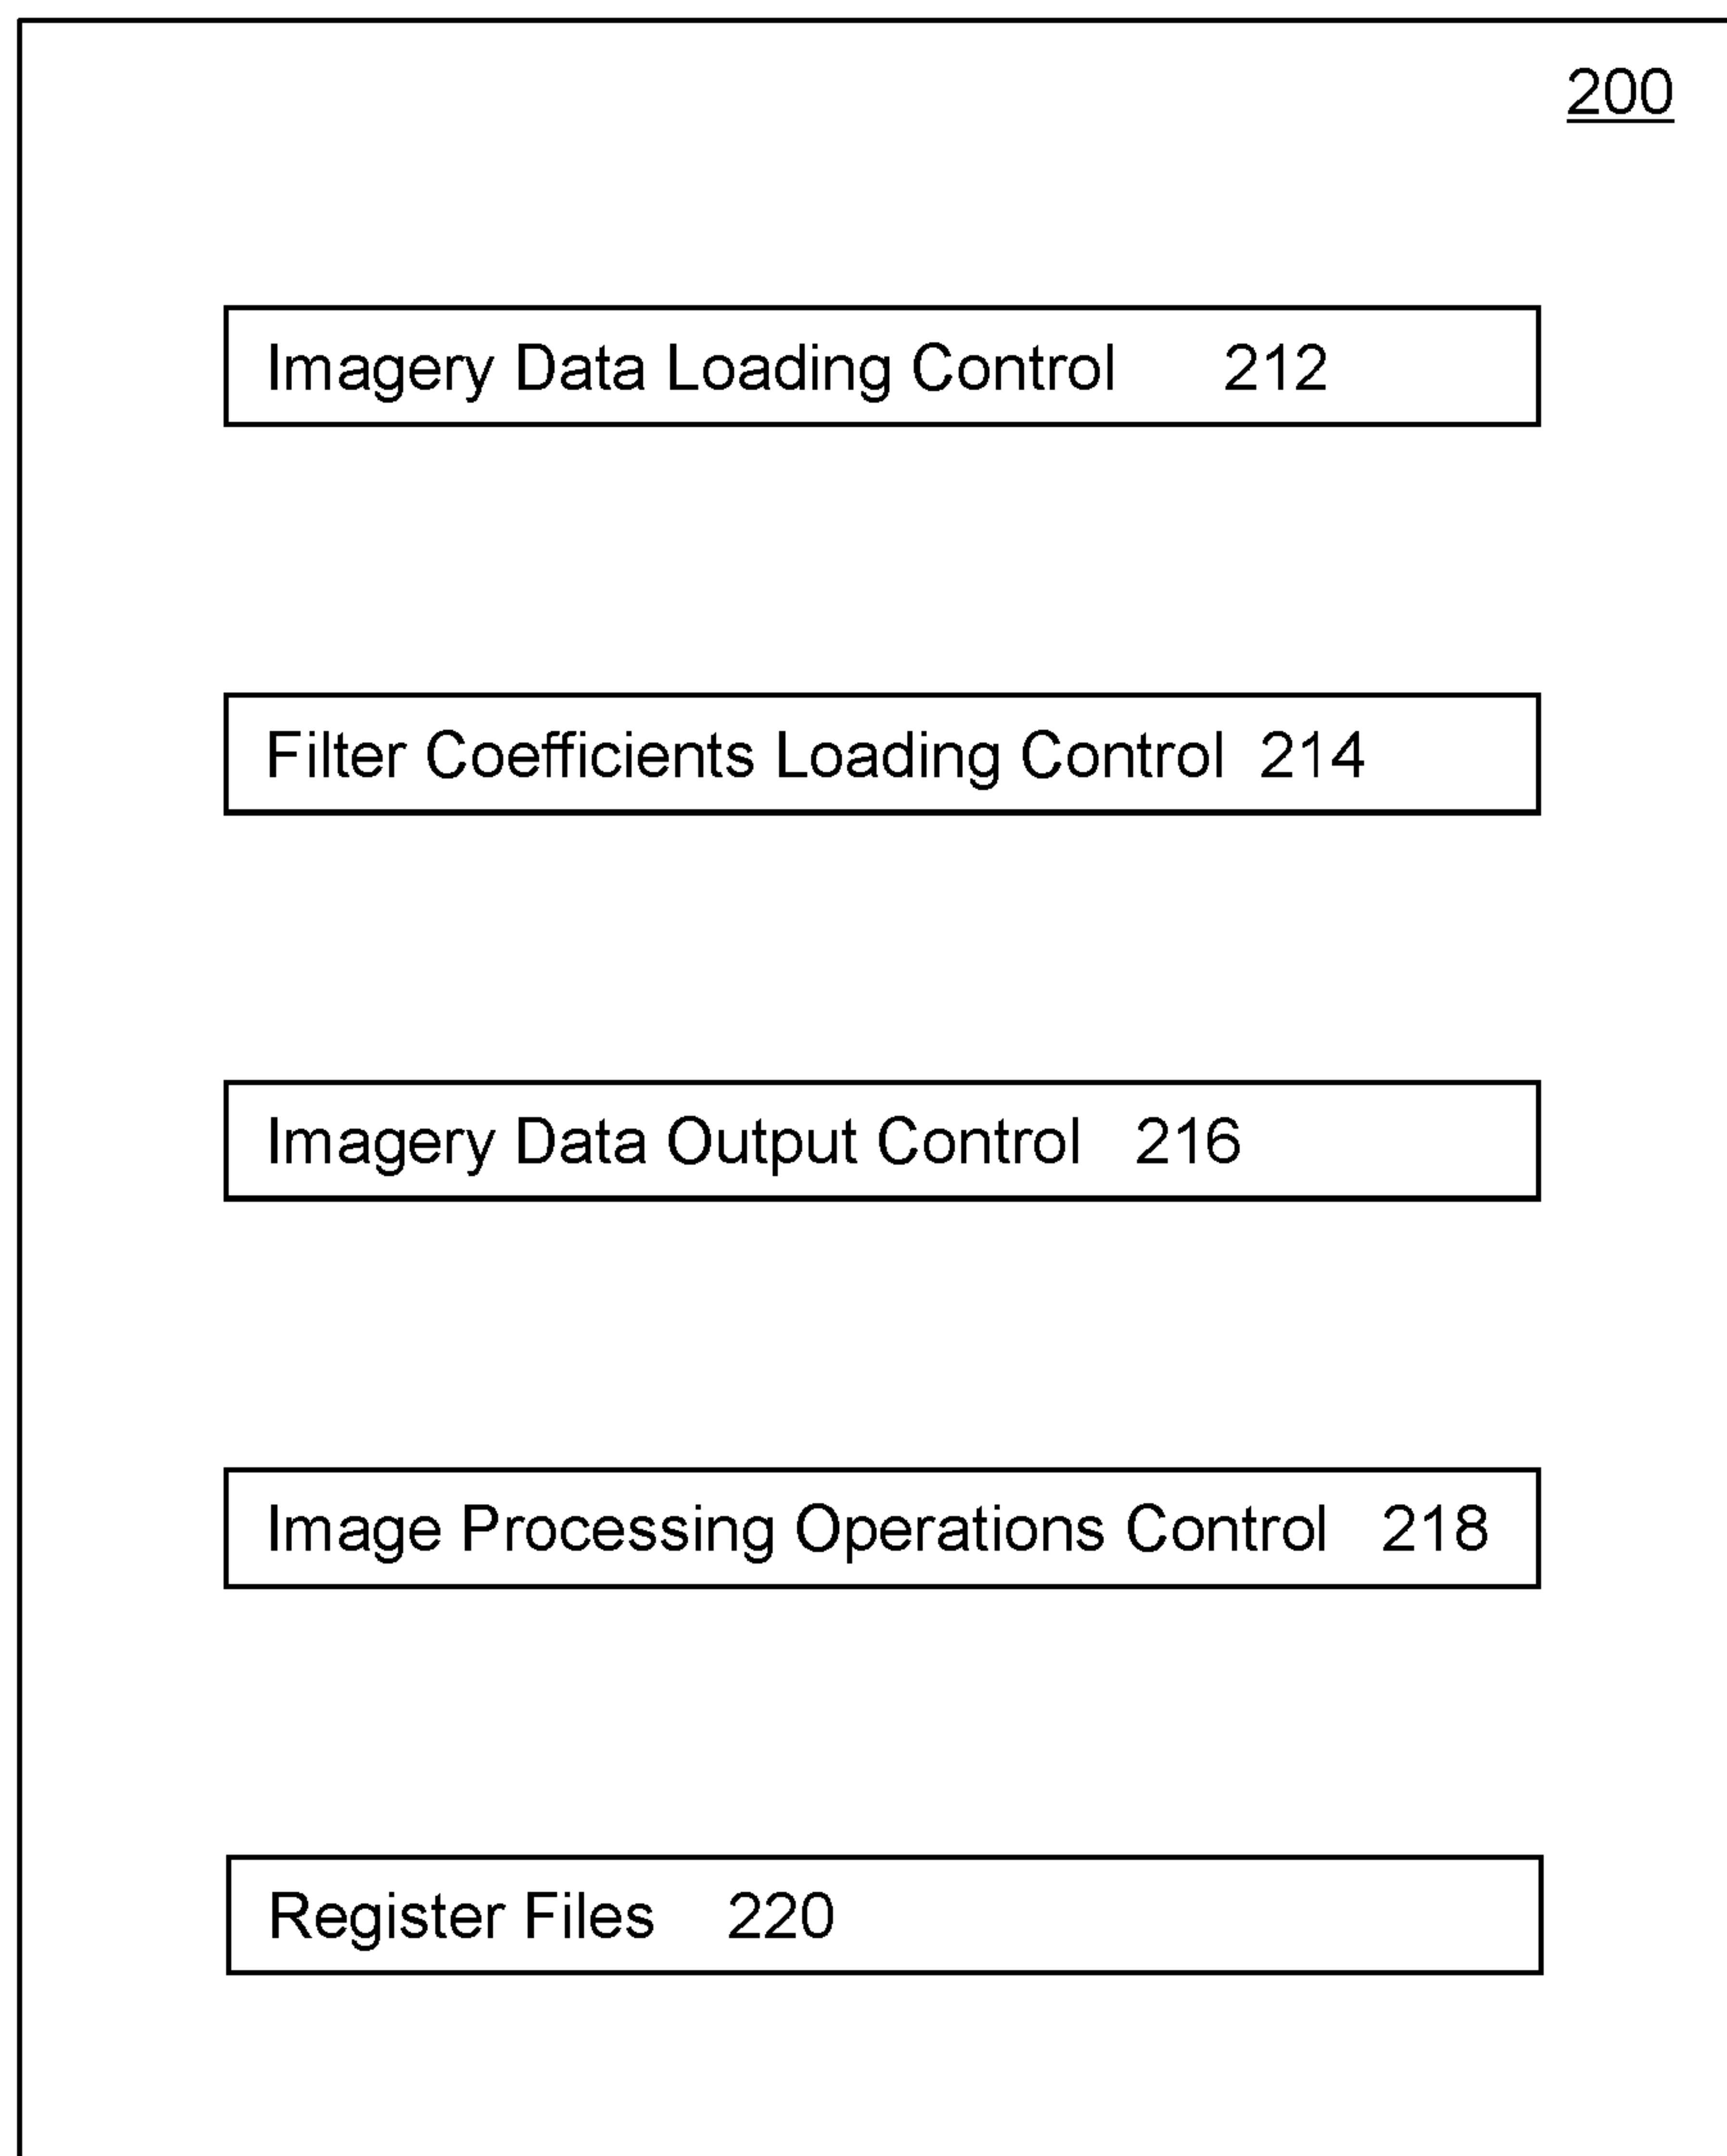 200
Imagery Data Loading Control 212
Filter Coefficients Loading Control 214
Imagery Data Output Control 216
Image Processing Operations Control 218
Register Files 220